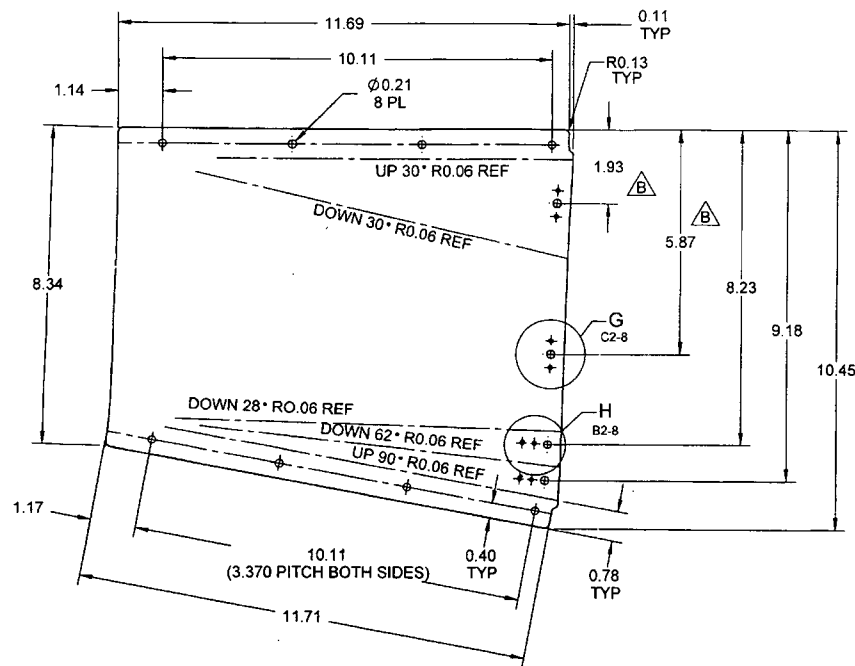 11.69
0.11
TYP
10.11
R0.13
TYP
1.14
Ø0.21
8 PL
1.93
B
UP 30° R0.06 REF
B
DOWN 30° R0.06 REF
5.87
8.34
8.23
G
C2-8
9.18
10.45
DOWN 28° RO.06 REF
H
B2-8
DOWN 62° R0.06 REF
UP 90° R0.06 REF
1.17
10.11
(3.370 PITCH BOTH SIDES)
0.40
TYP
0.78
TYP
11.71